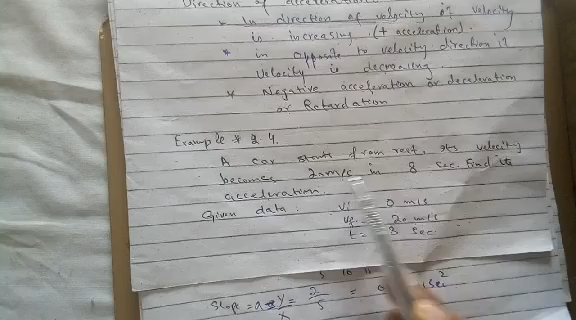 Direction of acceleration
* In direction of velocity if velocity
is increasing (+ acceleration).
* in opposite to velocity direction if
velocity is decreasing
* Negative acceleration or deceleration
or Retardation
Example # 2.4.
A car starts from rest. Its velocity
becomes 20m/s in 8 sec. Find its
acceleration.
Given data: Vi 0 m/s
Vf 20 m/s
t = 8 Sec
Slope = = 2/5 = 0